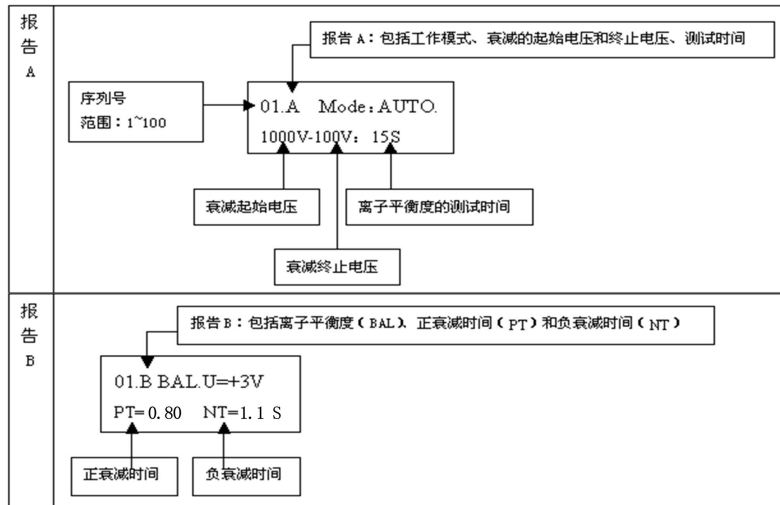 报
告
A
报告A：包括工作模式、衰减的起始电压和终止电压、测试时间
序列号
范围：1~100
01.A Mode:AUTO.
1000V-100V：15S
衰减起始电压
离子平衡度的测试时间
衰减终止电压
报
告
B
报告B：包括离子平衡度（BAL）、正衰减时间（PT）和负衰减时间（NT）
01.B BAL.U=+3V
PT=0.80 NT=1.1 S
正衰减时间
负衰减时间